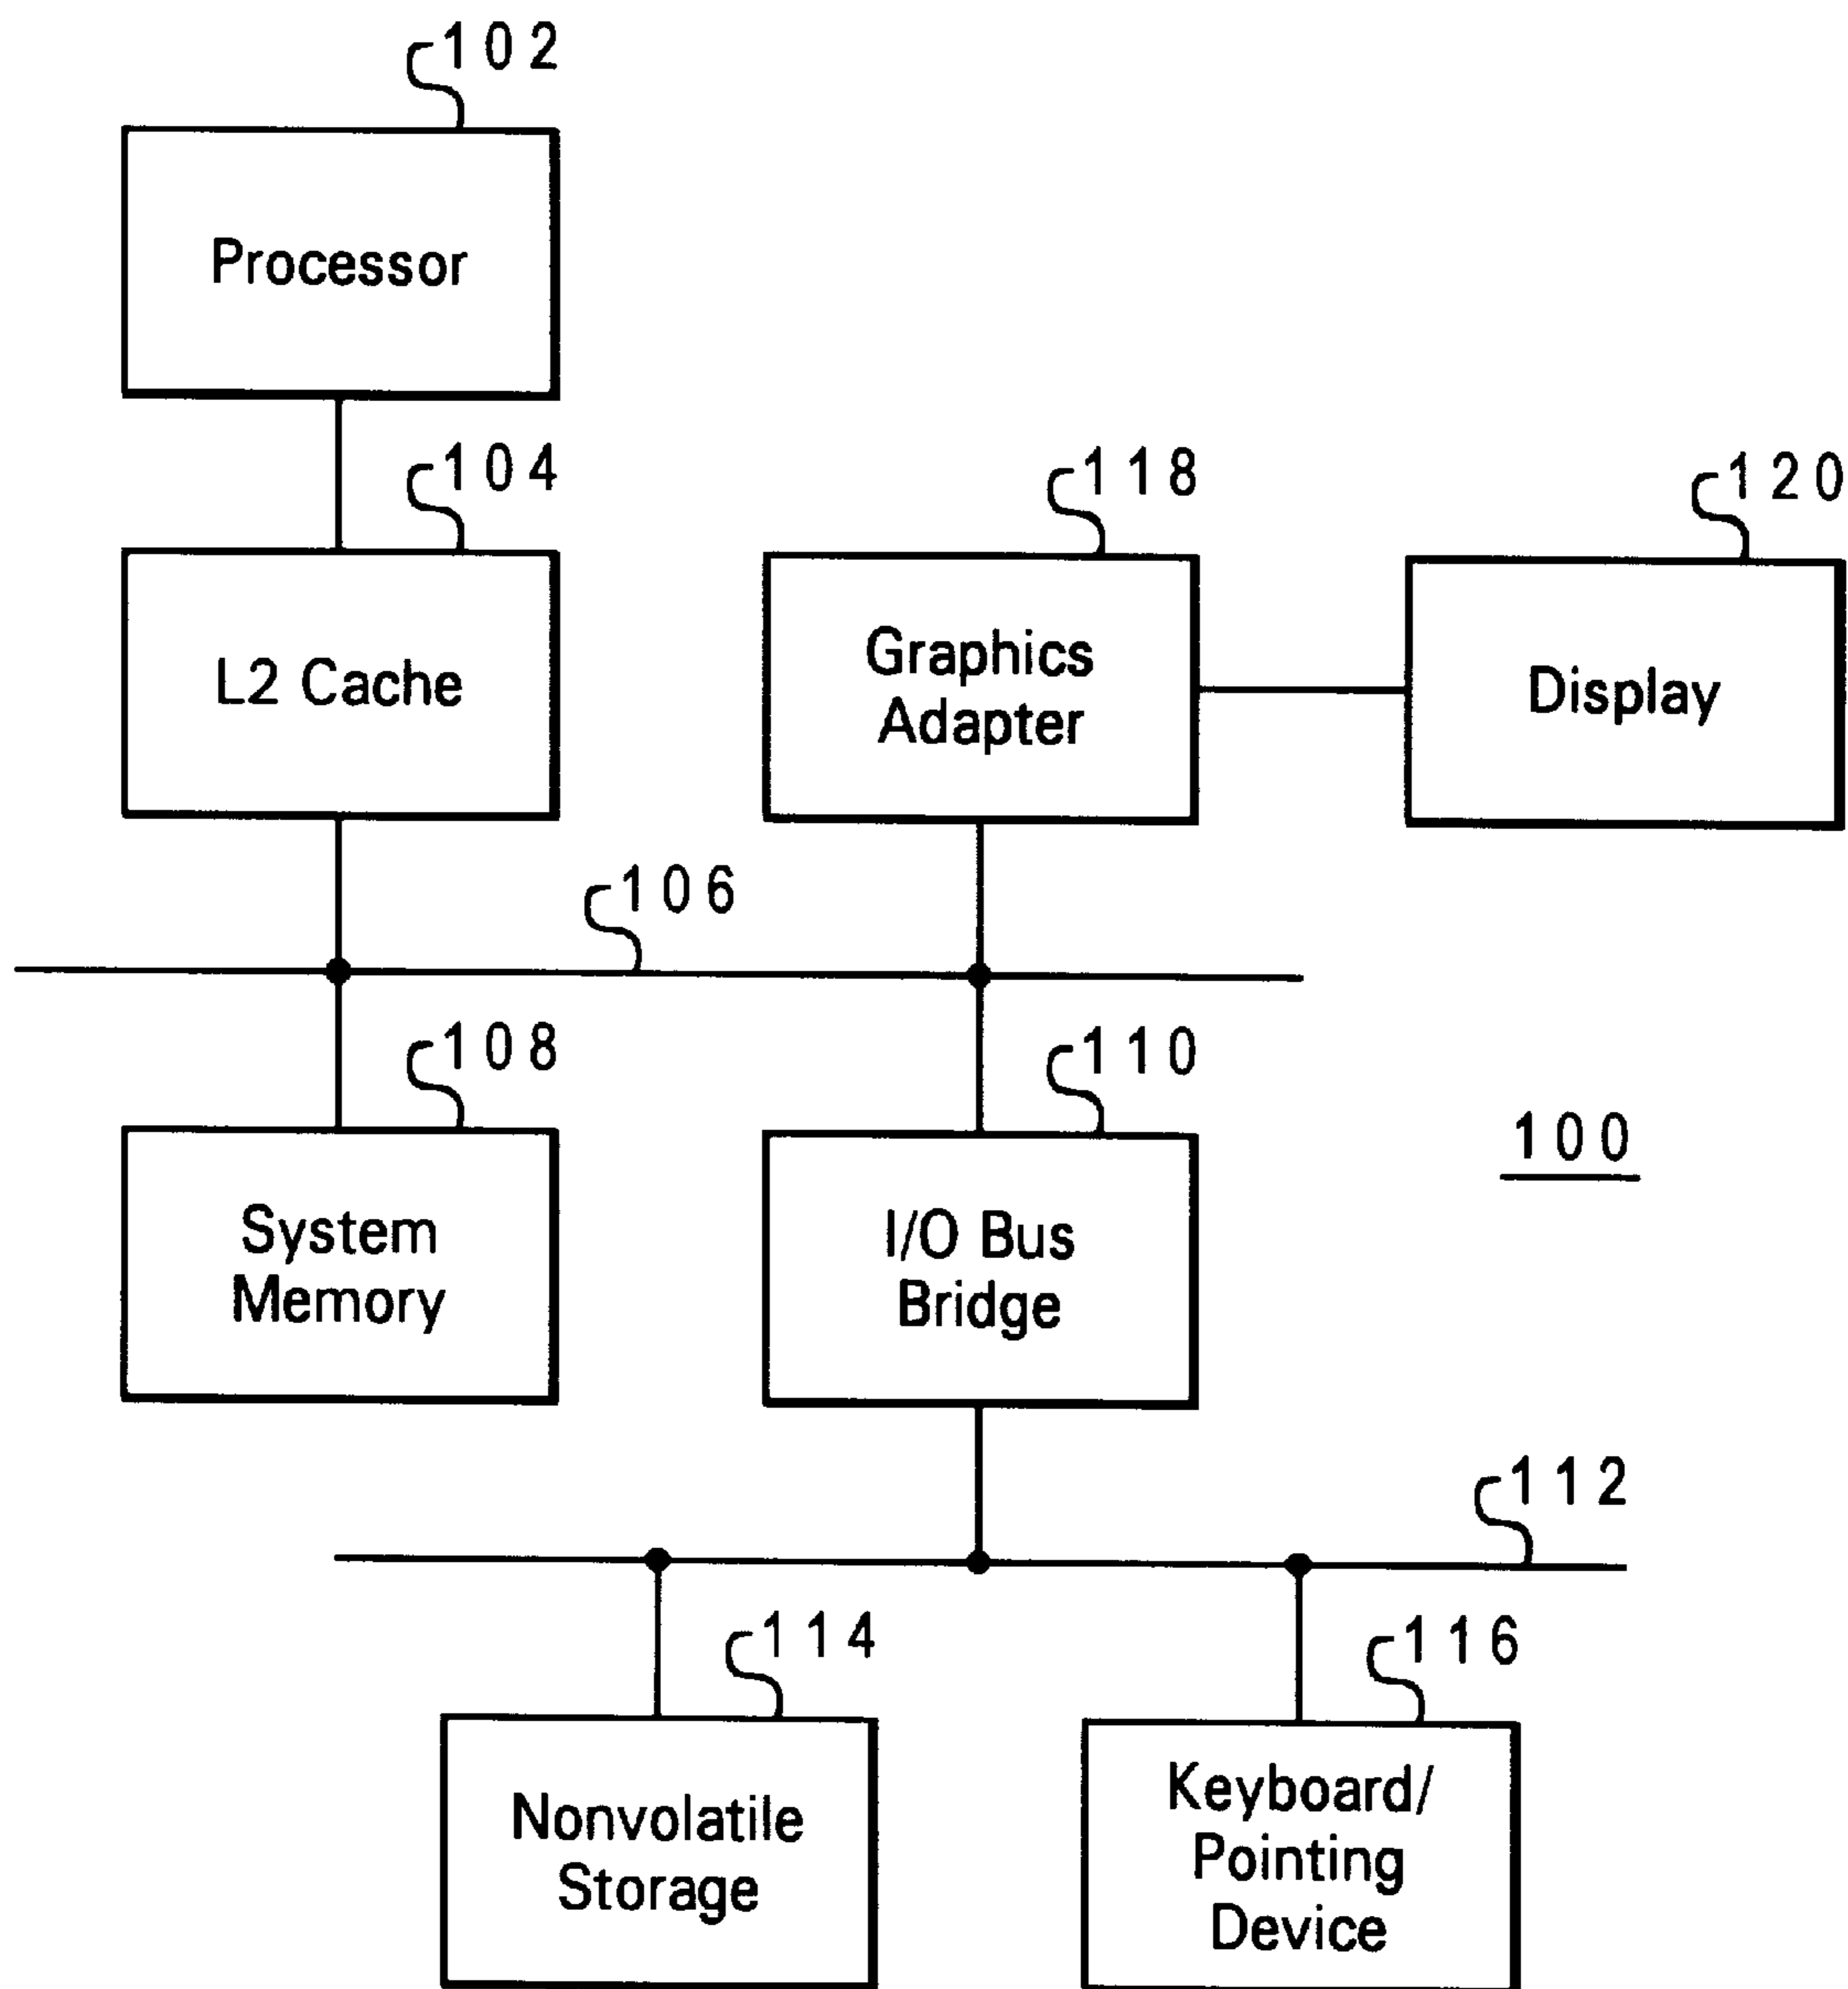 102
Processor
104
L2 Cache
118
Graphics
Adapter
120
Display
106
108
System
Memory
110
I/O Bus
Bridge
100
112
114
Nonvolatile
Storage
116
Keyboard/
Pointing
Device